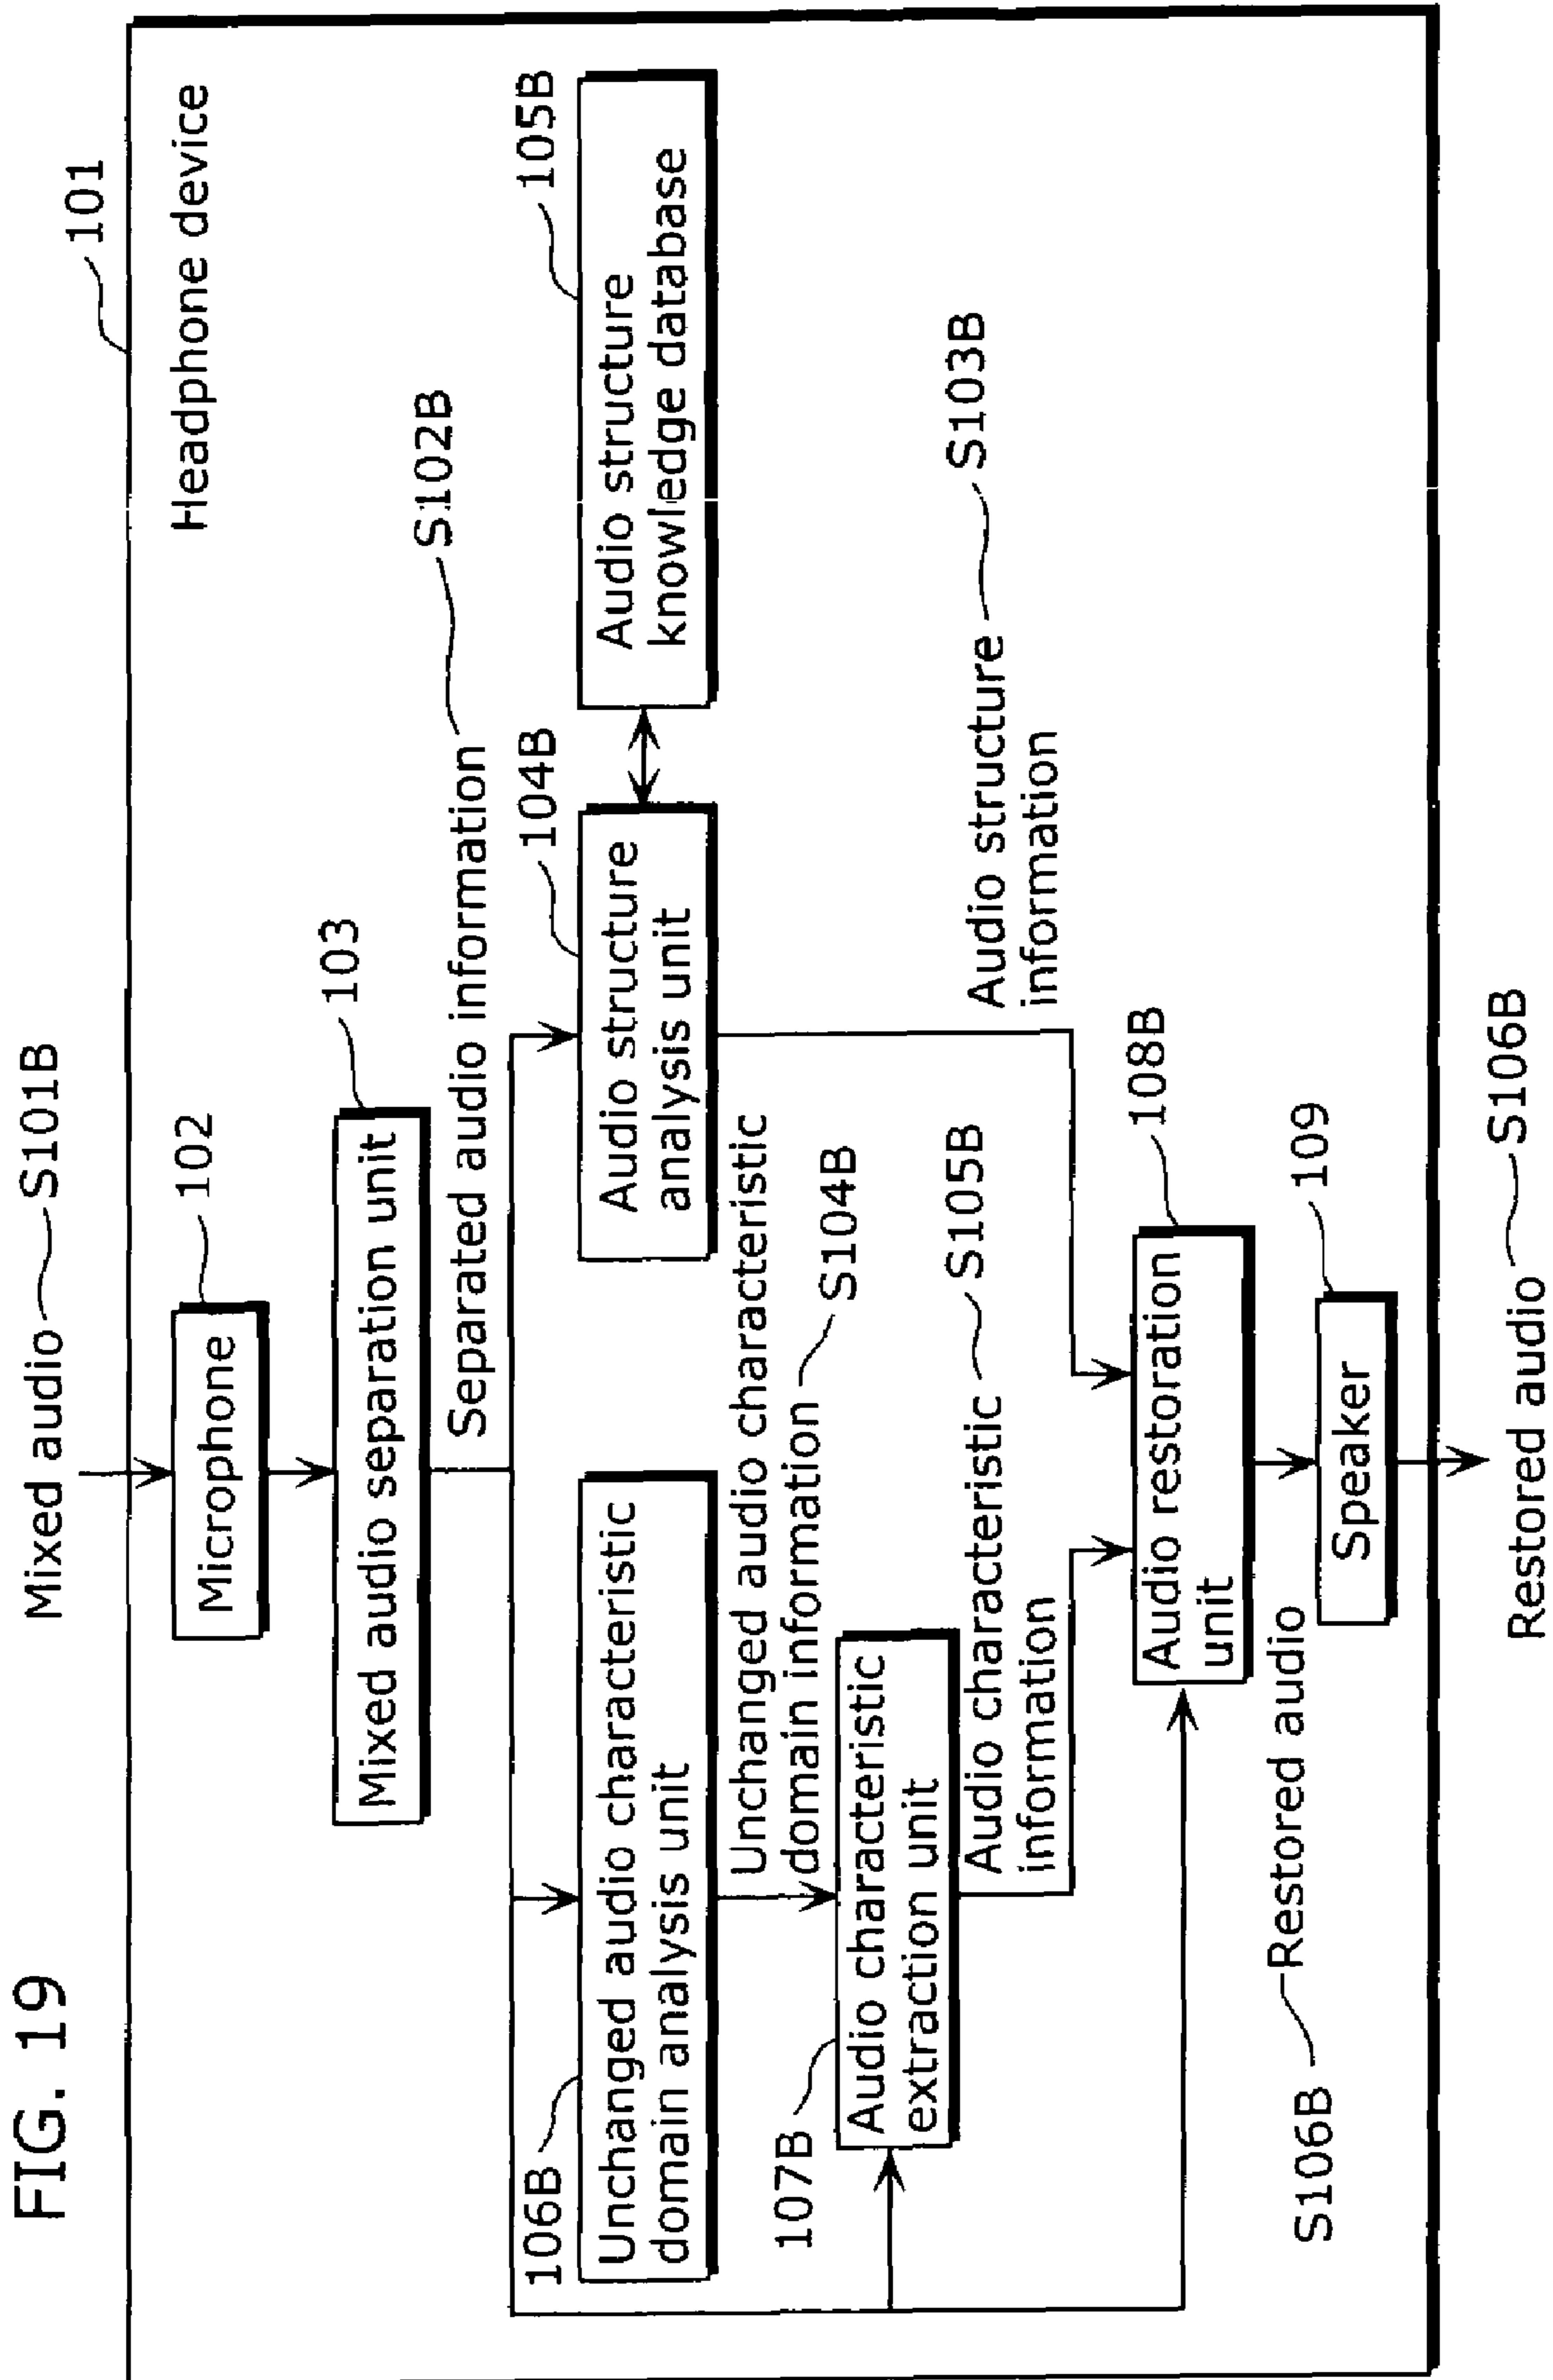 FIG. 19
Mixed audio
S101B
101
Headphone device
Microphone
102
Mixed audio separation unit
103
Separated audio information
S102B
106B
Unchanged audio characteristic
domain analysis unit
Audio structure
analysis unit
104B
Audio structure
knowledge database
105B
Unchanged audio characteristic
domain information
S104B
107B
Audio characteristic
extraction unit
Audio characteristic
information
S105B
Audio structure
information
S103B
Audio restoration
unit
108B
S106B
Restored audio
Speaker
109
Restored audio
S106B